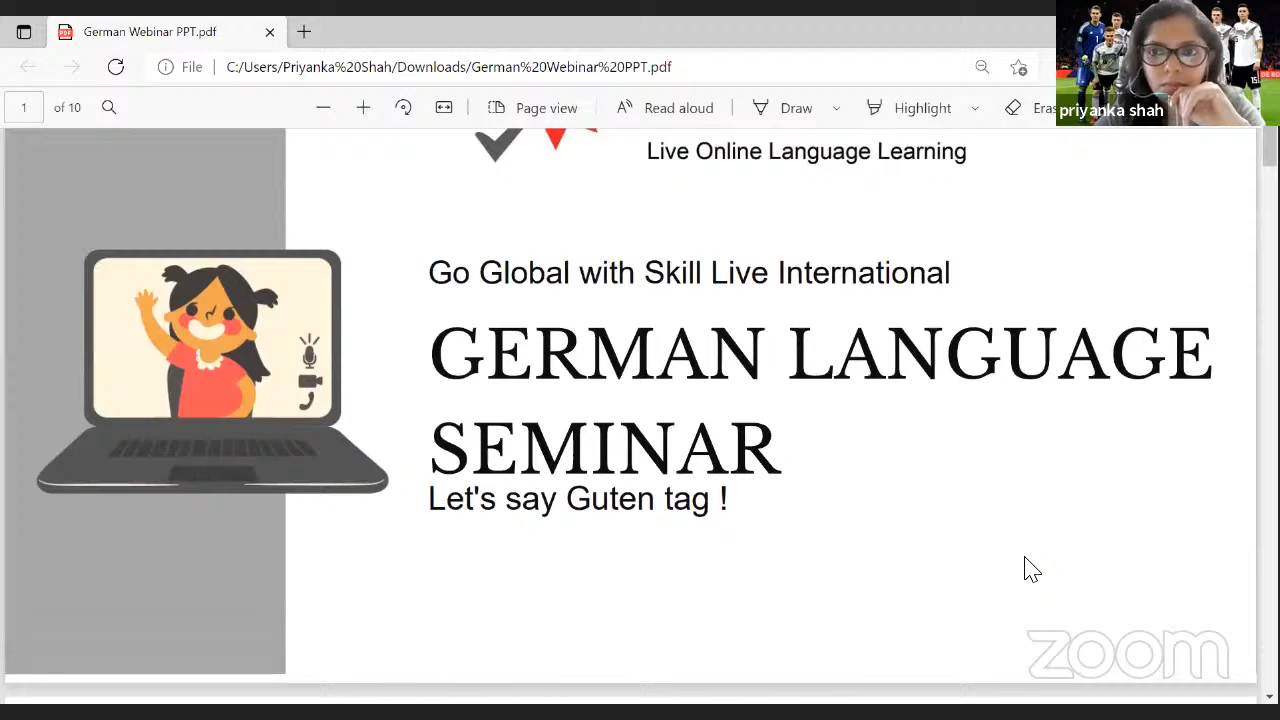 German Webinar PPT.pdf
File C:/Users/Priyanka%20Shah/Downloads/German%20Webinar%20PPT.pdf
1 of 10 Page view Read aloud Draw Highlight
priyanka shah
Live Online Language Learning
Go Global with Skill Live International
GERMAN LANGUAGE
SEMINAR
Let's say Guten tag !
zoom